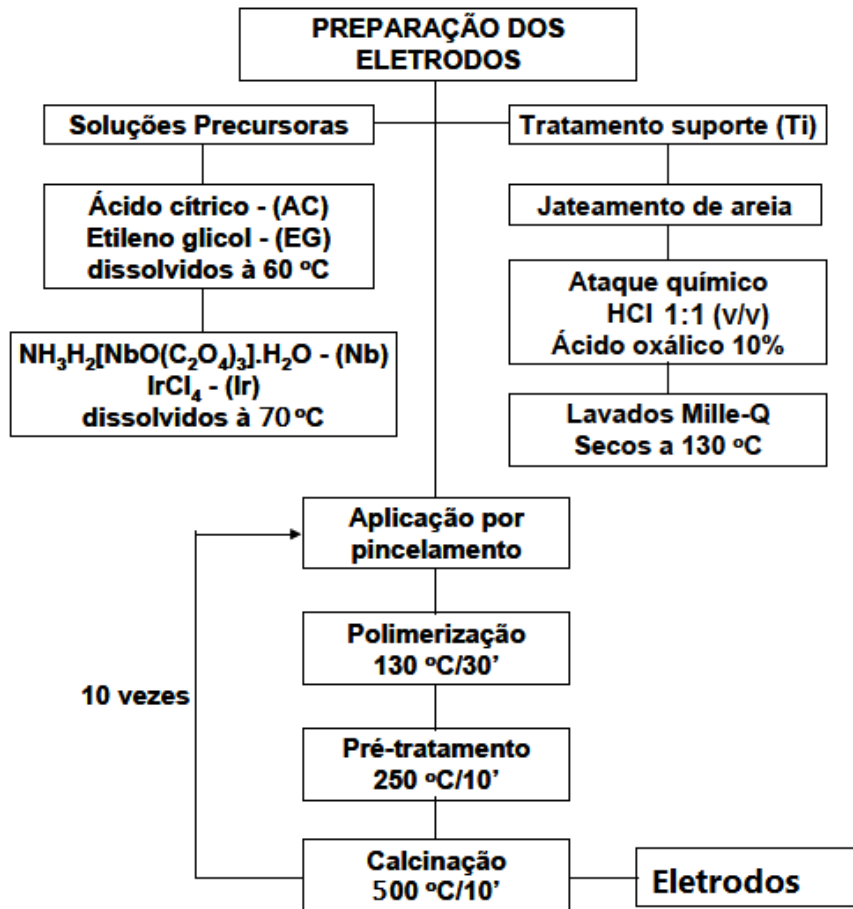 PREPARAÇÃO DOS
ELETRODOS
Soluções Precursoras
Ácido cítrico - (AC)
Etileno glicol - (EG)
dissolvidos à 60 ºC
NH₃H₂[NbO(C₂O₄)₃].H₂O - (Nb)
IrCl₄ - (Ir)
dissolvidos à 70 ºC
Tratamento suporte (Ti)
Jateamento de areia
Ataque químico
HCl 1:1 (v/v)
Ácido oxálico 10%
Lavados Mille-Q
Secos a 130 ºC
Aplicação por
pincelamento
Polimerização
130 ºC/30’
10 vezes
Pré-tratamento
250 ºC/10’
Calcinação
500 ºC/10’
Eletrodos